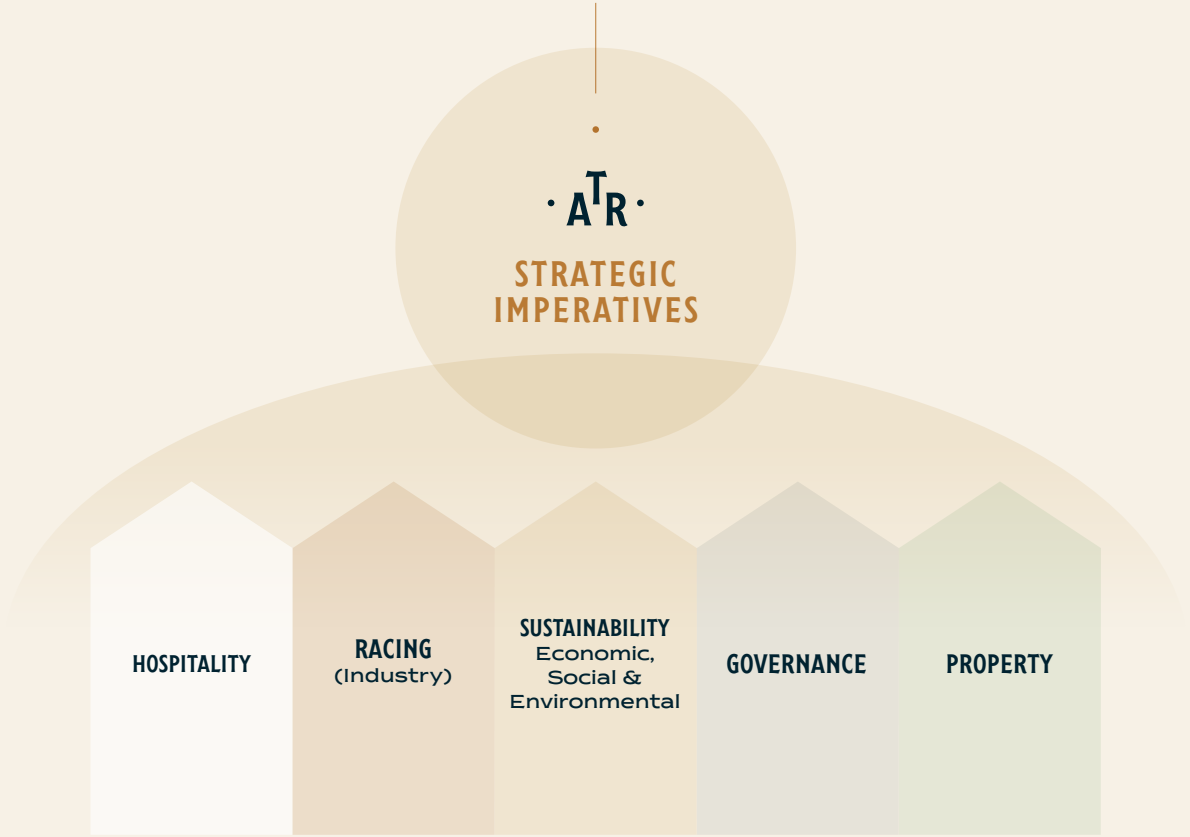 ATR
STRATEGIC
IMPERATIVES
HOSPITALITY
RACING
(Industry)
SUSTAINABILITY
Economic,
Social &
Environmental
GOVERNANCE
PROPERTY